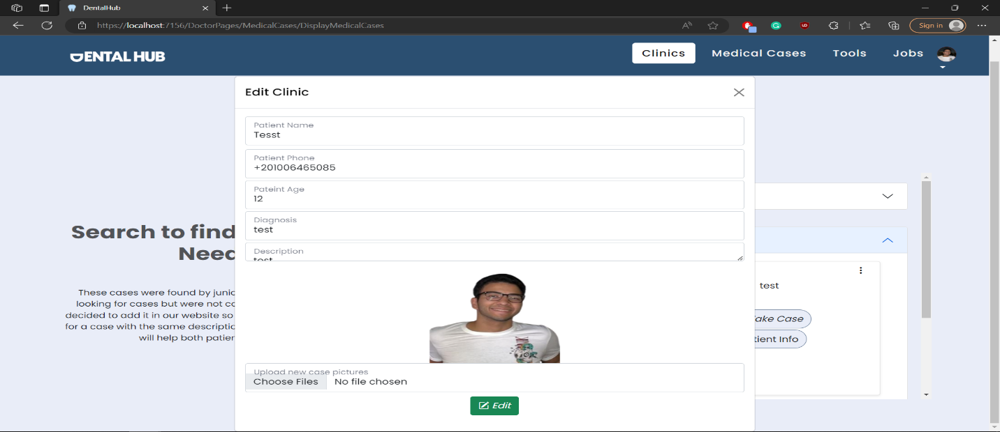 DentalHub
https://localhost:7156/DoctorPages/MedicalCases/DisplayMedicalCases
Sign in
DENTAL HUB
Clinics
Medical Cases
Tools
Jobs
Edit Clinic
Patient Name
Tesst
Patient Phone
+201006465085
Pateint Age
12
Diagnosis
test
Description
test
Upload new case pictures
Choose Files No file chosen
Edit
Search to find
Need
These cases were found by junio
looking for cases but were not co
decided to add it in our website so
for a case with the same descriptio
will help both patien
test
ake Case
tient Info